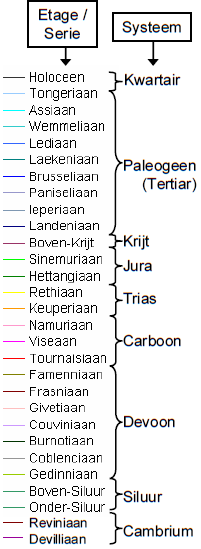 Etage /
Serie
Systeem
Holoceen
Kwartair
Tongeriaan
Assiaan
Wemmeliaan
Lediaan
Laekeniaan
Brusseliaan
Paniseliaan
Ieperiaan
Landeniaan
Paleogeen
(Tertiar)
Boven-Krijt
Krijt
Sinemuriaan
Hettangiaan
Jura
Rethiaan
Keuperiaan
Trias
Namuriaan
Viseaan
Tournaisiaan
Carboon
Famenniaan
Frasniaan
Givetiaan
Couviniaan
Burnotiaan
Coblenciaan
Gedinniaan
Devoon
Boven-Siluur
Onder-Siluur
Siluur
Reviniaan
Devilliaan
Cambrium